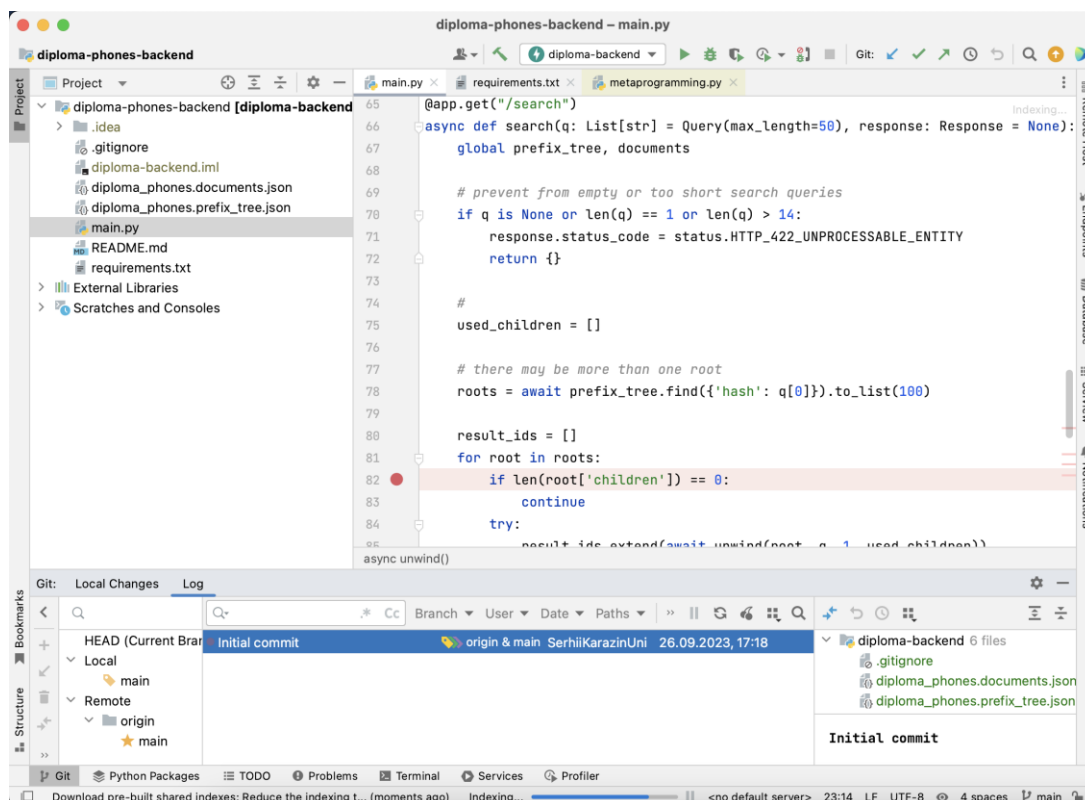 diploma-phones-backend – main.py
diploma-phones-backend
diploma-backend
Git:
Project
Project
main.py
requirements.txt
metaprogramming.py
diploma-phones-backend [diploma-backend
.idea
.gitignore
diploma-backend.iml
diploma_phones.documents.json
diploma_phones.prefix_tree.json
main.py
README.md
requirements.txt
External Libraries
Scratches and Consoles
Indexing...
65 @app.get("/search")
66 async def search(q: List[str] = Query(max_length=50), response: Response = None):
67 global prefix_tree, documents
68
69 # prevent from empty or too short search queries
70 if q is None or len(q) == 1 or len(q) > 14:
71 response.status_code = status.HTTP_422_UNPROCESSABLE_ENTITY
72 return {}
73
74 #
75 used_children = []
76
77 # there may be more than one root
78 roots = await prefix_tree.find({'hash': q[0]}).to_list(100)
79
80 result_ids = []
81 for root in roots:
82 if len(root['children']) == 0:
83 continue
84 try:
85 result_ids.extend(await unwind(root, q, 1, used_children))
async unwind()
Git: Local Changes Log
Bookmarks
Structure
.* Cc Branch User Date Paths
HEAD (Current Bran
Local
main
Remote
origin
main
Initial commit origin & main SerhiiKarazinUni 26.09.2023, 17:18
diploma-backend 6 files
.gitignore
diploma_phones.documents.json
diploma_phones.prefix_tree.json
Initial commit
Git Python Packages TODO Problems Terminal Services Profiler
Download pre-built shared indexes: Reduce the indexing t... (moments ago) Indexing... <no default server> 23:14 LF UTF-8 4 spaces main